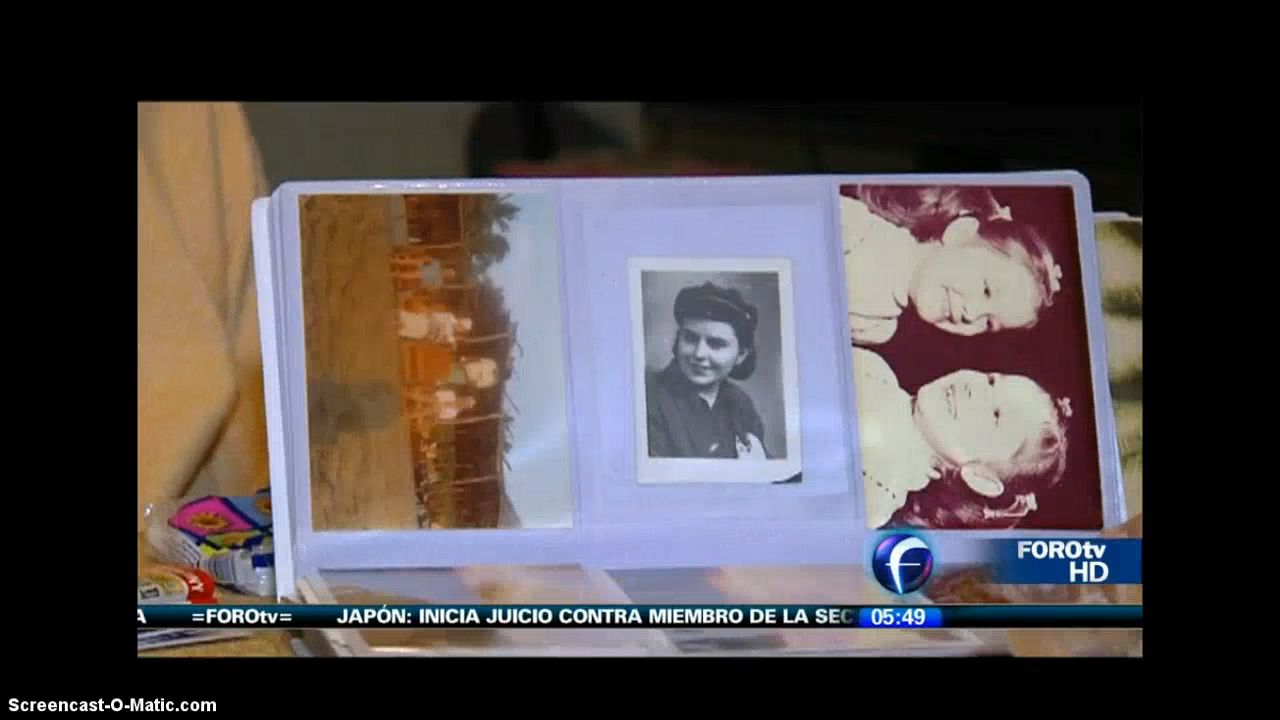 FOROtv
HD
A =FOROtv= JAPÓN: INICIA JUICIO CONTRA MIEMBRO DE LA SEC 05:49
Screencast-O-Matic.com